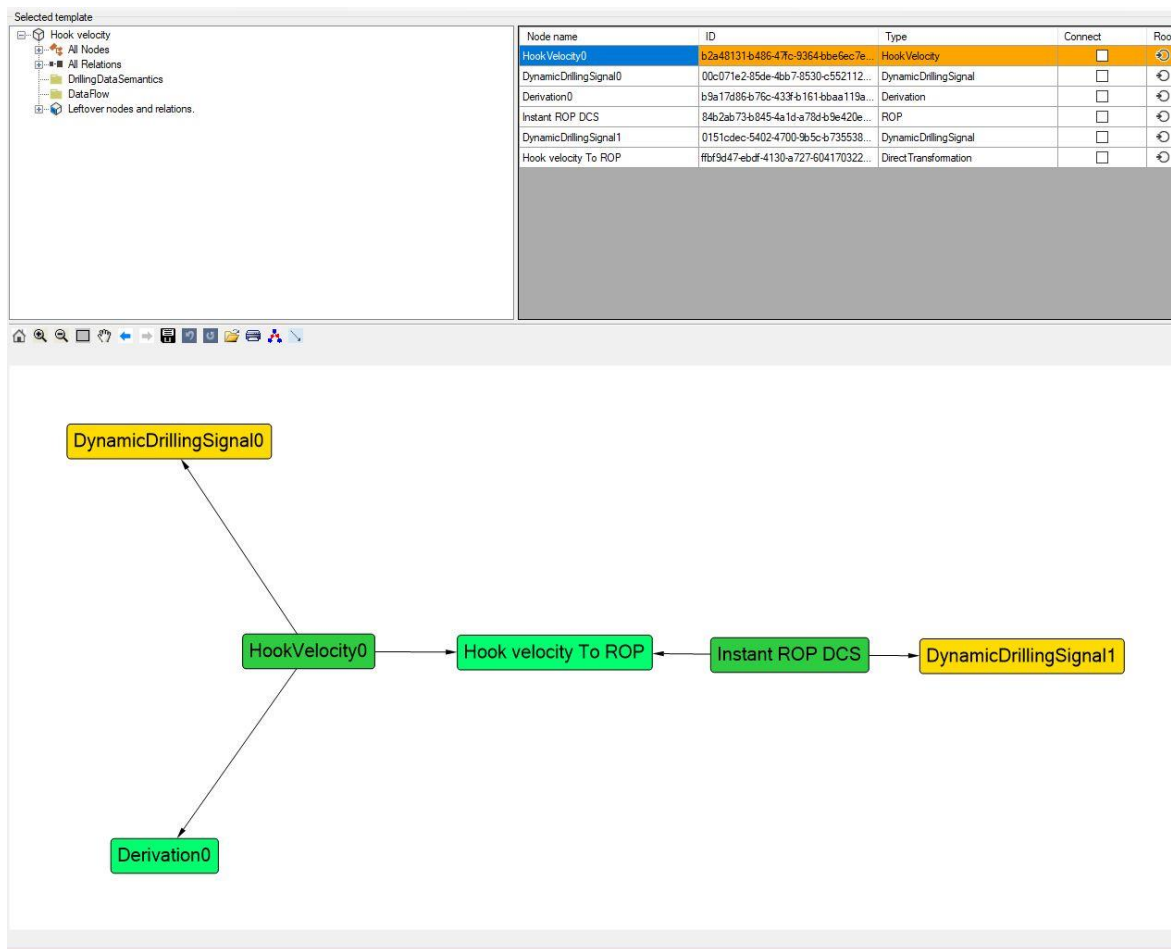 Selected template
Hook velocity
All Nodes
All Relations
DrillingDataSemantics
DataFlow
Leftover nodes and relations.
Node name ID Type Connect Roo
HookVelocity0 b2a48131-b486-47fc-9364-bbe6ec7e... HookVelocity
DynamicDrillingSignal0 00c071e2-85de-4bb7-8530-c552112... DynamicDrillingSignal
Derivation0 b9a17d86-b76c-433f-b161-bbaa119a... Derivation
Instant ROP DCS 84b2ab73-b845-4a1d-a78d-b9e420e... ROP
DynamicDrillingSignal1 0151cdec-5402-4700-9b5c-b735538... DynamicDrillingSignal
Hook velocity To ROP ffbf9d47-ebdf-4130-a727-604170322... DirectTransformation
DynamicDrillingSignal0
HookVelocity0
Hook velocity To ROP
Instant ROP DCS
DynamicDrillingSignal1
Derivation0